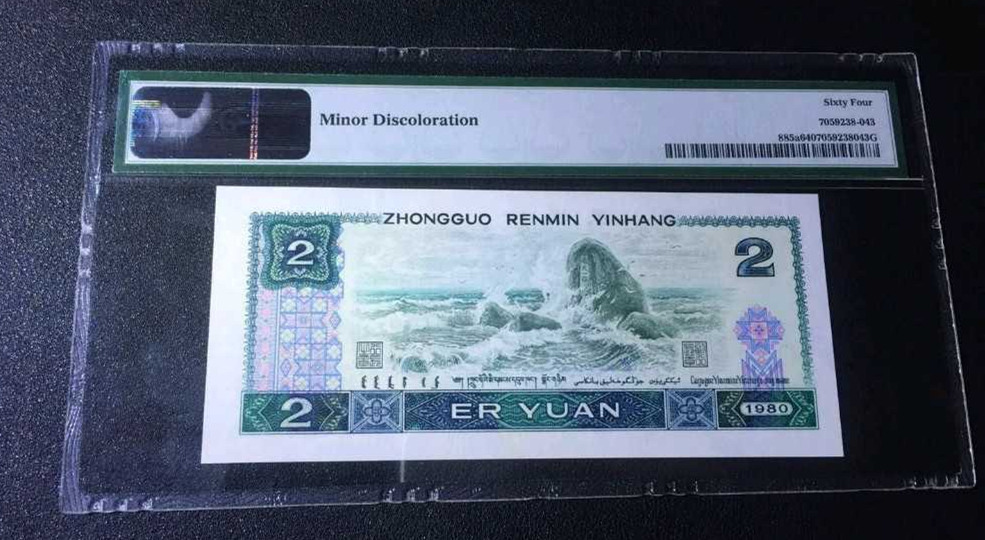 Minor Discoloration
Sixty Four
7059238-043
885a6407059238043G
ZHONGGUO RENMIN YINHANG
2
2
2
ER YUAN
1980